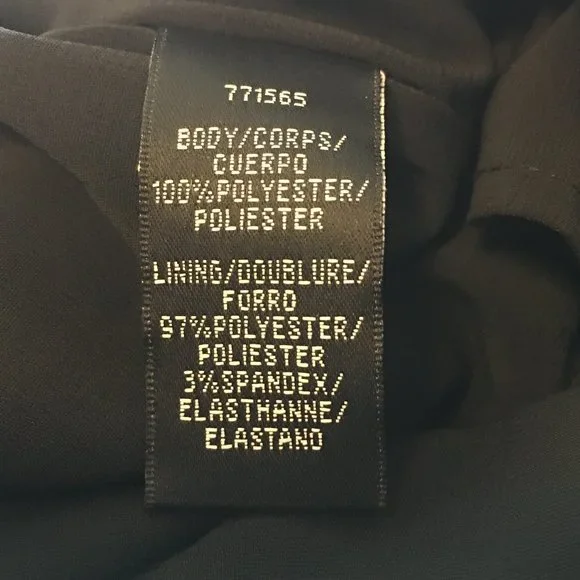 771565
BODY/CORPS/
CUERPO
100%POLYESTER/
POLIESTER
LINING/DOUBLURE/
FORRO
97%POLYESTER/
POLIESTER
3%SPANDEX/
ELASTHANNE/
ELASTANO